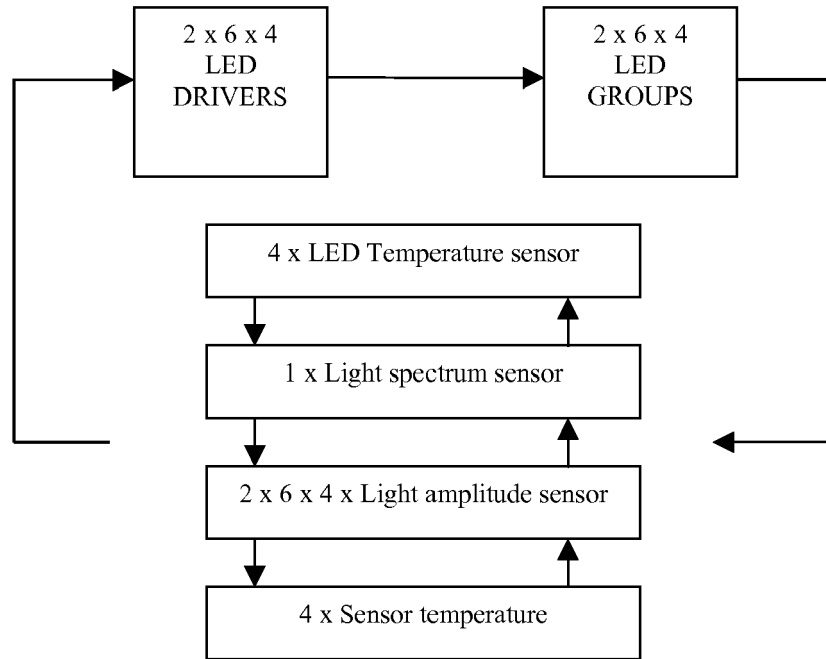 2 x 6 x 4
LED
DRIVERS
2 x 6 x 4
LED
GROUPS
4 x LED Temperature sensor
1 x Light spectrum sensor
2 x 6 x 4 x Light amplitude sensor
4 x Sensor temperature